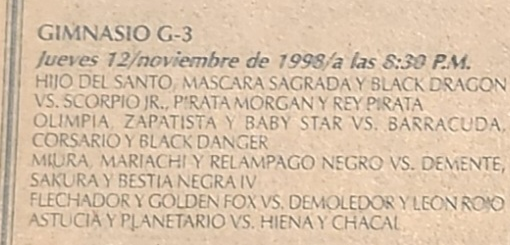 GIMNASIO G-3
Jueves 12/noviembre de 1998/a las 8:30 P.M.
HIJO DEL SANTO, MASCARA SAGRADA Y BLACK DRAGON
VS. SCORPIO JR., PIRATA MORGAN Y REY PIRATA
OLIMPIA, ZAPATISTA Y BABY STAR VS. BARRACUDA,
CORSARIO Y BLACK DANGER
MIURA, MARIACHI Y RELAMPAGO NEGRO VS. DEMENTE,
SAKURA Y BESTIA NEGRA IV
FLECHADOR Y GOLDEN FOX VS. DEMOLEDOR Y LEON ROJO
ASTUCIA Y PLANETARIO VS. HIENA Y CHACAL